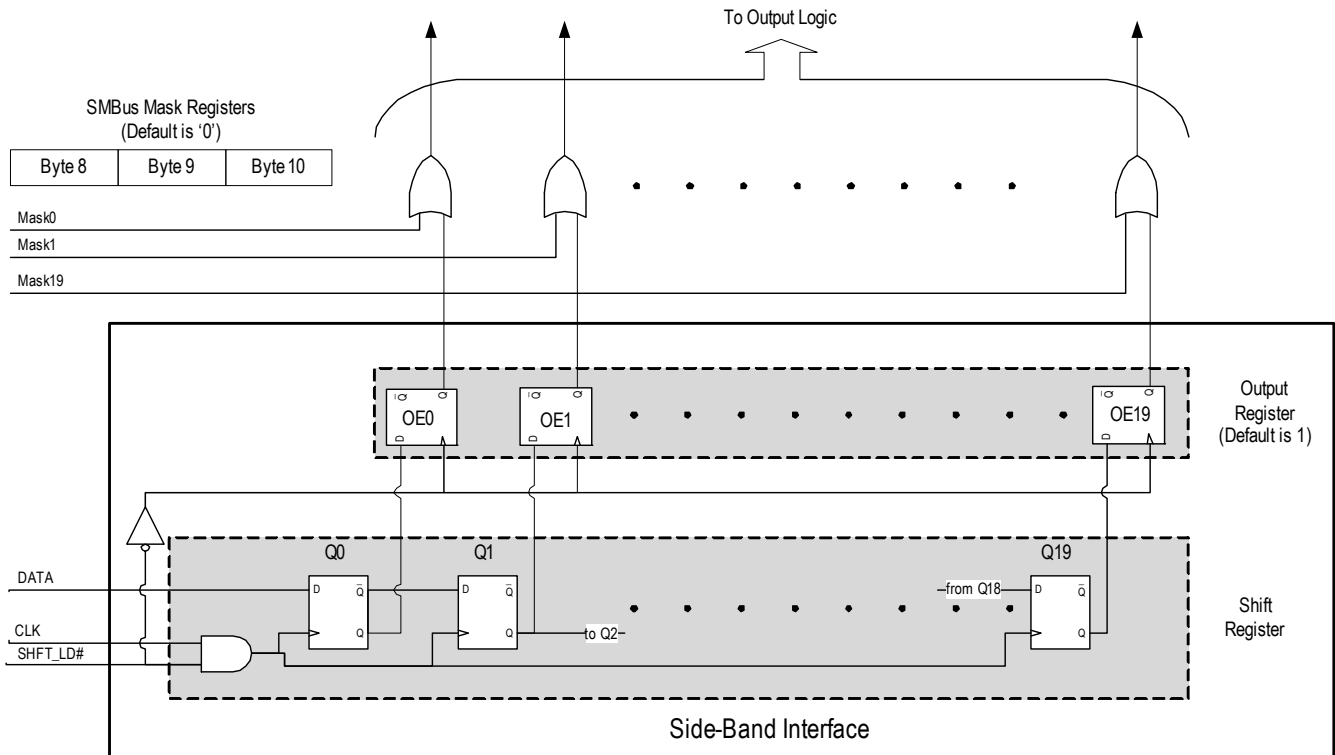 To Output Logic
SMBus Mask Registers
(Default is ‘0’)
Byte 8 Byte 9 Byte 10
Mask0
Mask1
Mask19
Q̅ Q Q̅ Q Q̅ Q
OE0 OE1 OE19
D D D
Output
Register
(Default is 1)
Q0 Q1 Q19
DATA
D Q̅ D Q̅ from Q18 D Q̅
CLK
Q Q to Q2 Q
SHFT_LD#
Shift
Register
Side-Band Interface